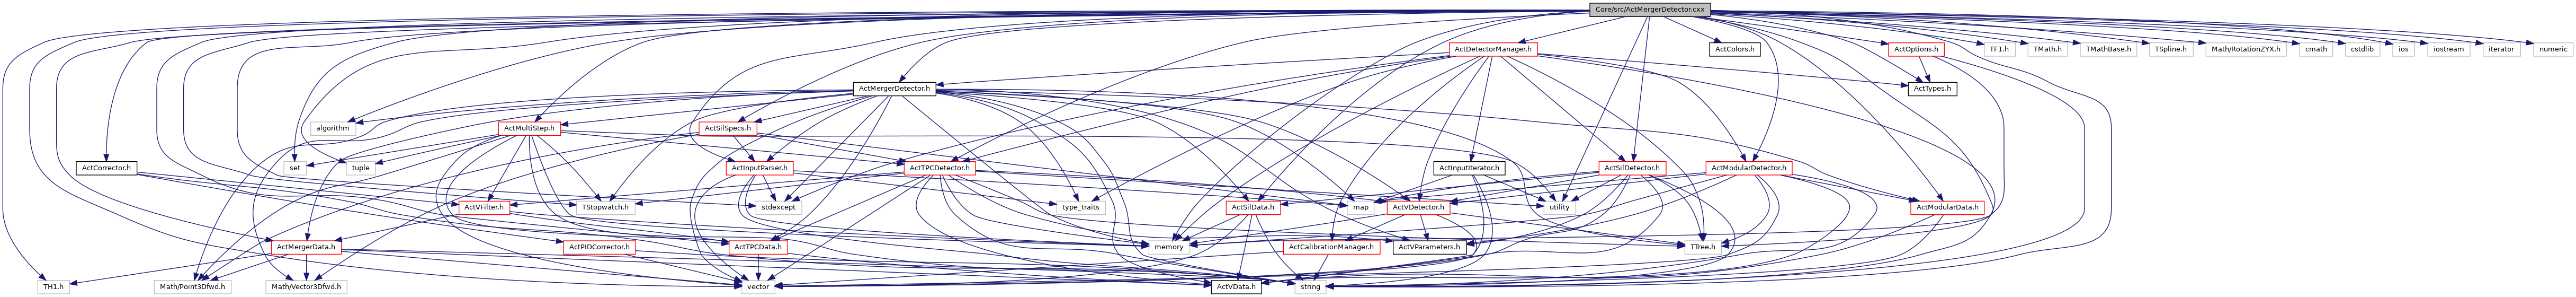 Core/src/ActMergerDetector.cxx
ActDetectorManager.h
ActColors.h
ActOptions.h
TF1.h
TMath.h
TMathBase.h
TSpline.h
Math/RotationZYX.h
cmath
cstdlib
ios
iostream
iterator
numeric
ActMergerDetector.h
ActTypes.h
algorithm
ActMultiStep.h
ActSilSpecs.h
ActCorrector.h
set
tuple
ActInputParser.h
ActTPCDetector.h
ActInputIterator.h
ActSilDetector.h
ActModularDetector.h
ActVFilter.h
TStopwatch.h
stdexcept
type_traits
ActSilData.h
map
ActVDetector.h
utility
ActModularData.h
ActMergerData.h
ActPIDCorrector.h
ActTPCData.h
memory
ActCalibrationManager.h
ActVParameters.h
TTree.h
TH1.h
Math/Point3Dfwd.h
Math/Vector3Dfwd.h
vector
ActVData.h
string